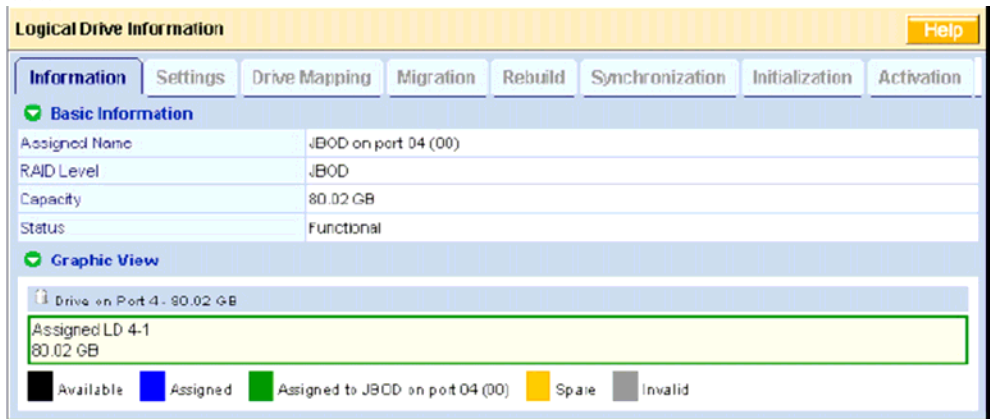 Logical Drive Information Help
Information Settings Drive Mapping Migration Rebuild Synchronization Initialization Activation
Basic Information
Assigned Name JBOD on port 04 (00)
RAID Level JBOD
Capacity 80.02 GB
Status Functional
Graphic View
Drive on Port 4 - 80.02 GB
Assigned LD 4-1
80.02 GB
Available Assigned Assigned to JBOD on port 04 (00) Spare Invalid